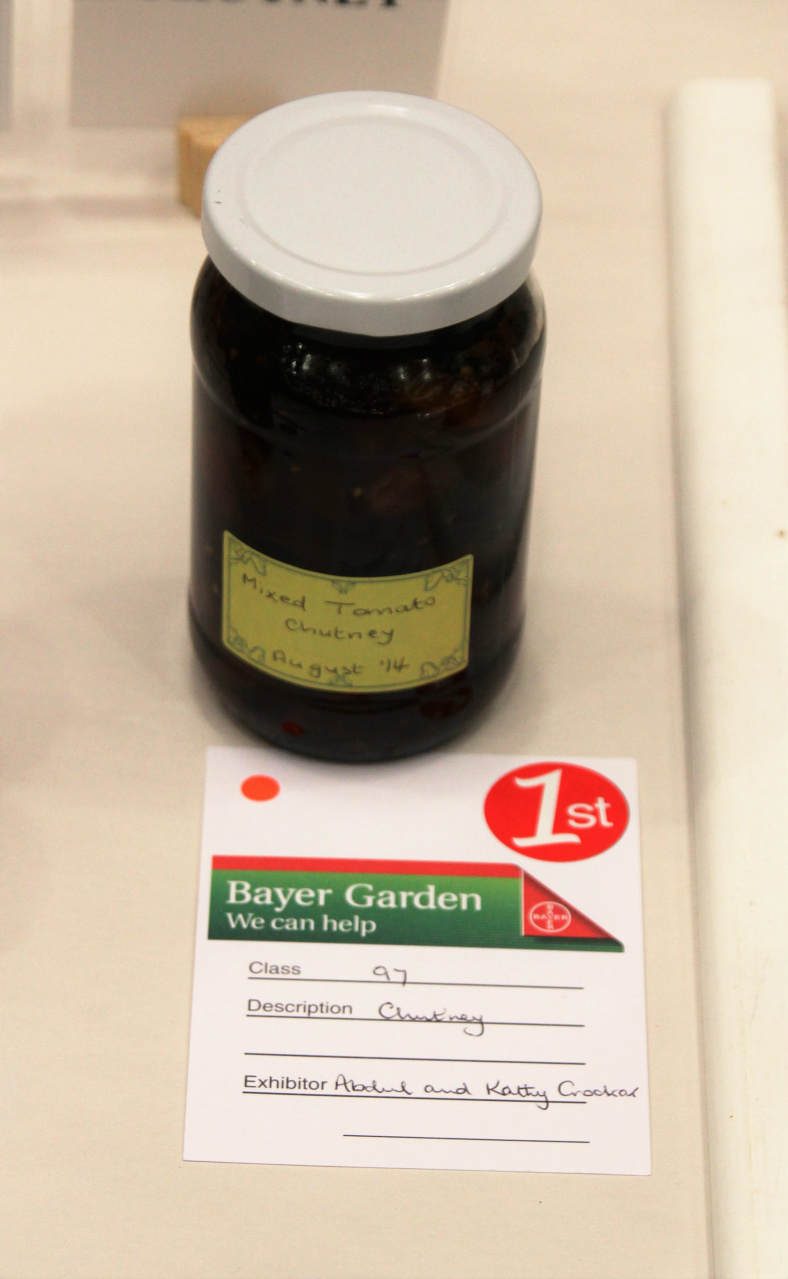 Mixed Tomato
Chutney
August '14
1st
Bayer Garden
We can help
BAYER
Class 97
Description Chutney
Exhibitor Abdul and Kathy Crockar